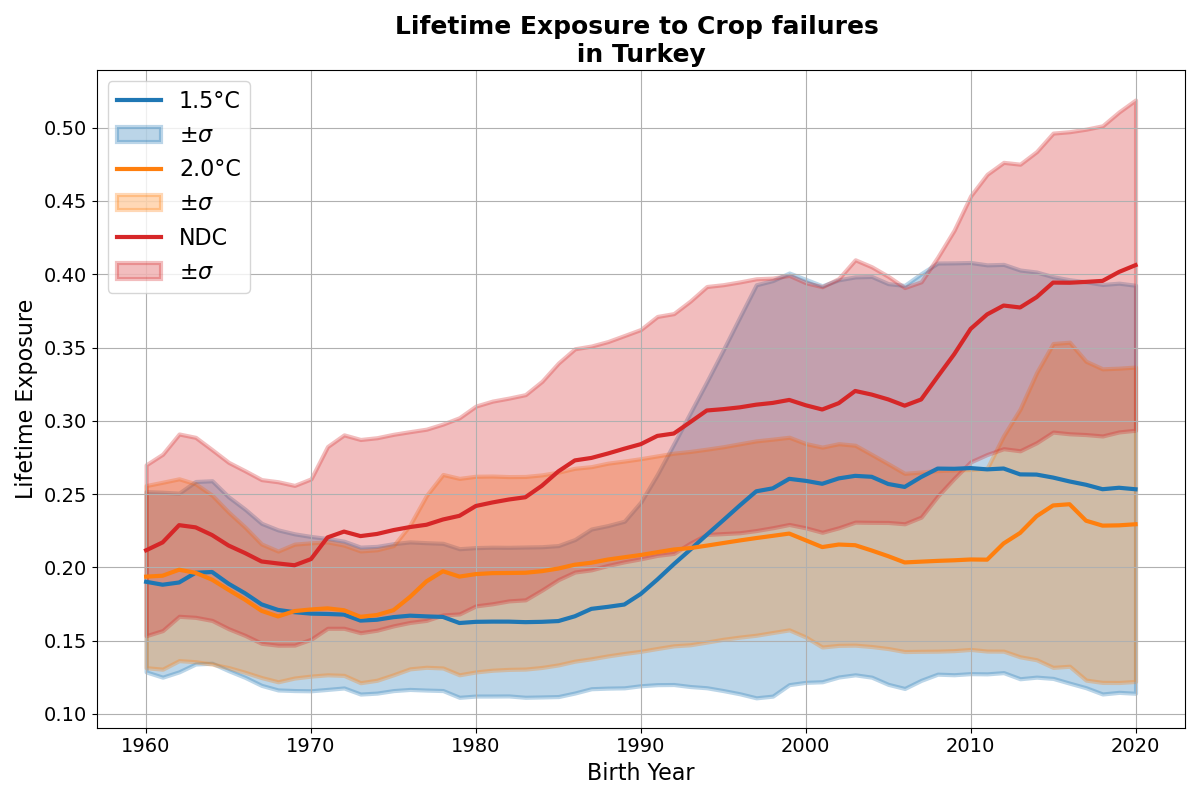 Lifetime Exposure to Crop failures
in Turkey
1.5°C
±σ
2.0°C
±σ
NDC
±σ
Lifetime Exposure
0.50
0.45
0.40
0.35
0.30
0.25
0.20
0.15
0.10
1960 1970 1980 1990 2000 2010 2020
Birth Year